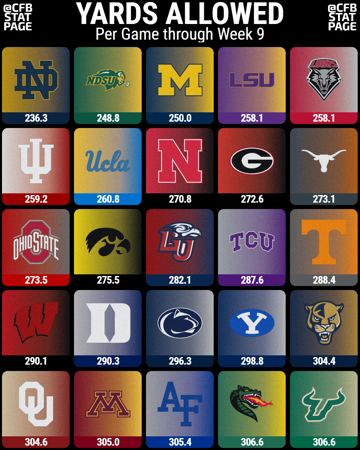 @CFB
STAT
PAGE
YARDS ALLOWED
Per Game through Week 9
@CFB
STAT
PAGE
ND
NDSU
M
LSU
236.3
248.8
250.0
258.1
258.1
Ucla
N
G
259.2
260.8
270.8
272.6
273.1
OHIO STATE
LU
TCU
T
273.5
275.5
282.1
287.6
288.4
W
D
Y
290.1
290.3
296.3
298.8
304.4
OU
M
AF
U
304.6
305.0
305.4
306.6
306.6